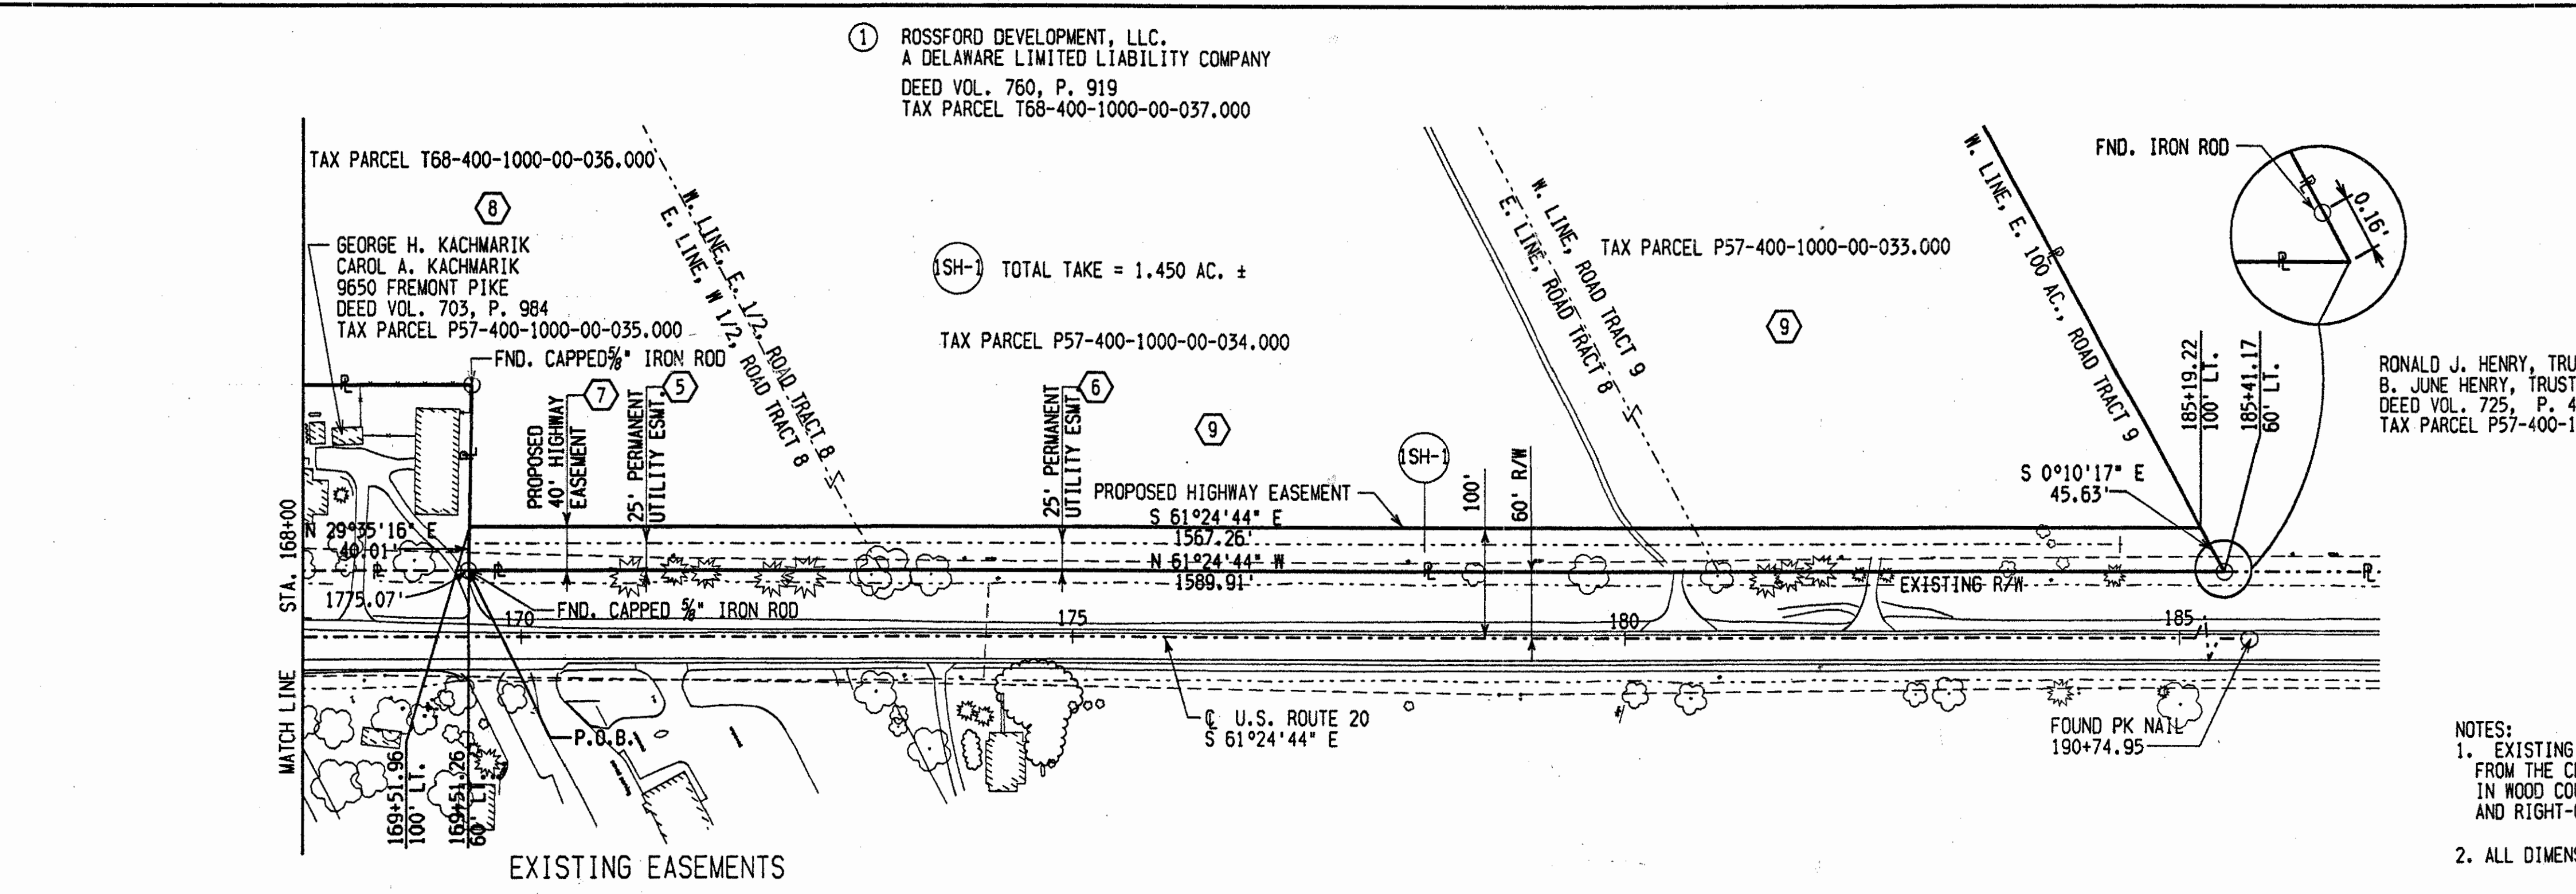 1 ROSSFORD DEVELOPMENT, LLC.
A DELAWARE LIMITED LIABILITY COMPANY
DEED VOL. 760, P. 919
TAX PARCEL T68-400-1000-00-037.000
TAX PARCEL T68-400-1000-00-036.000
8
GEORGE H. KACHMARIK
CAROL A. KACHMARIK
9650 FREMONT PIKE
DEED VOL. 703, P. 984
TAX PARCEL P57-400-1000-00-035.000
FND. CAPPED 5/8" IRON ROD
W. LINE, E. 1/2, ROAD TRACT 8
E. LINE, W 1/2, ROAD TRACT 8
1SH-1 TOTAL TAKE = 1.450 AC. ±
TAX PARCEL P57-400-1000-00-034.000
W. LINE, ROAD TRACT 9
E. LINE, ROAD TRACT 8
TAX PARCEL P57-400-1000-00-033.000
9
W. LINE, E. 100 AC., ROAD TRACT 9
FND. IRON ROD
0.16'
185+19.22
100' LT.
185+41.17
60' LT.
RONALD J. HENRY, TRU
B. JUNE HENRY, TRUST
DEED VOL. 725, P. 4
TAX PARCEL P57-400-1
PROPOSED
40' HIGHWAY
EASEMENT
7
25' PERMANENT
UTILITY ESMT.
5
25' PERMANENT
UTILITY ESMT.
6
9
1SH-1
PROPOSED HIGHWAY EASEMENT
100'
60' R/W
S 0°10'17" E
45.63'
S 61°24'44" E
1567.26'
N 61°24'44" W
1589.91'
N 29°35'16" E
40.01'
1775.07'
EXISTING R/W
FND. CAPPED 5/8" IRON ROD
170
175
180
185
MATCH LINE STA. 168+00
P.O.B.
169+51.96
100' LT.
169+51.26
60' LT.
℄ U.S. ROUTE 20
S 61°24'44" E
FOUND PK NAIL
190+74.95
NOTES:
1. EXISTING
FROM THE
IN WOOD
AND RIGHT-
2. ALL DIMEN
EXISTING EASEMENTS